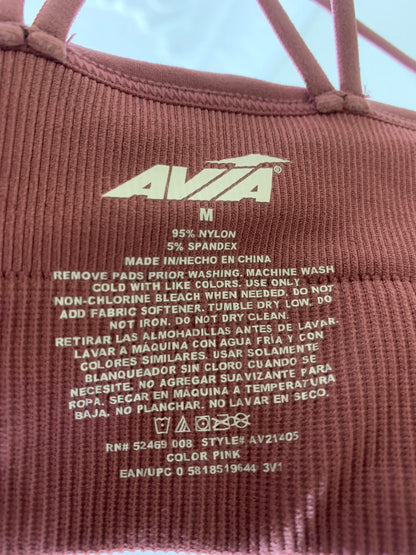 AVIA®
M
95% NYLON
5% SPANDEX
MADE IN/HECHO EN CHINA
REMOVE PADS PRIOR WASHING. MACHINE WASH
COLD WITH LIKE COLORS. USE ONLY
NON-CHLORINE BLEACH WHEN NEEDED. DO NOT
ADD FABRIC SOFTENER. TUMBLE DRY LOW. DO
NOT IRON. DO NOT DRY CLEAN.
RETIRAR LAS ALMOHADILLAS ANTES DE LAVAR.
LAVAR A MÁQUINA CON AGUA FRÍA Y CON
COLORES SIMILARES. USAR SOLAMENTE
BLANQUEADOR SIN CLORO CUANDO SE
NECESITE. NO AGREGAR SUAVIZANTE PARA
ROPA. SECAR EN MÁQUINA A TEMPERATURA
BAJA. NO PLANCHAR. NO LAVAR EN SECO.
RN# 52469 008 STYLE# AV21405
COLOR PINK
EAN/UPC 0 5818519644 3V1